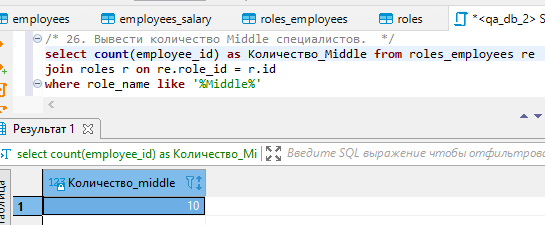 employees
employees_salary
roles_employees
roles
*<qa_db_2> S
/* 26. Вывести количество Middle специалистов.  */
select count(employee_id) as Количество_Middle from roles_employees re
join roles r on re.role_id = r.id
where role_name like '%Middle%'
Результат 1
select count(employee_id) as Количество_Mi
Введите SQL выражение чтобы отфильтрова
123 Количество_middle
1
10